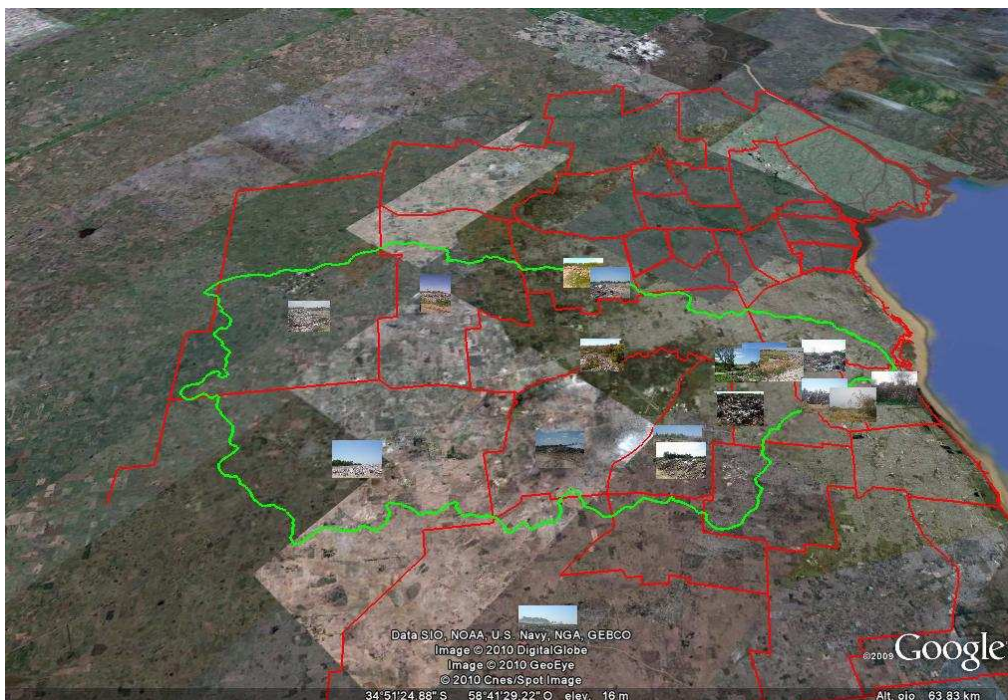 Data SIO, NOAA, U.S. Navy, NGA, GEBCO
Image © 2010 DigitalGlobe
Image © 2010 GeoEye
© 2010 Cnes/Spot Image
©2009 Google
34°51'24.88" S 58°41'29.22" O elev. 16 m Alt. ojo 63.83 km